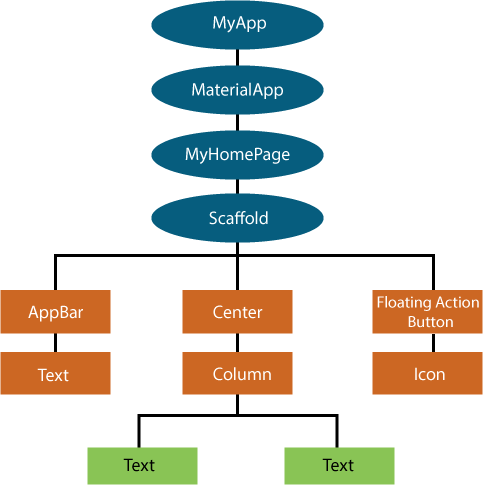 MyApp
MaterialApp
MyHomePage
Scaffold
AppBar
Center
Floating Action
Button
Text
Column
Icon
Text
Text